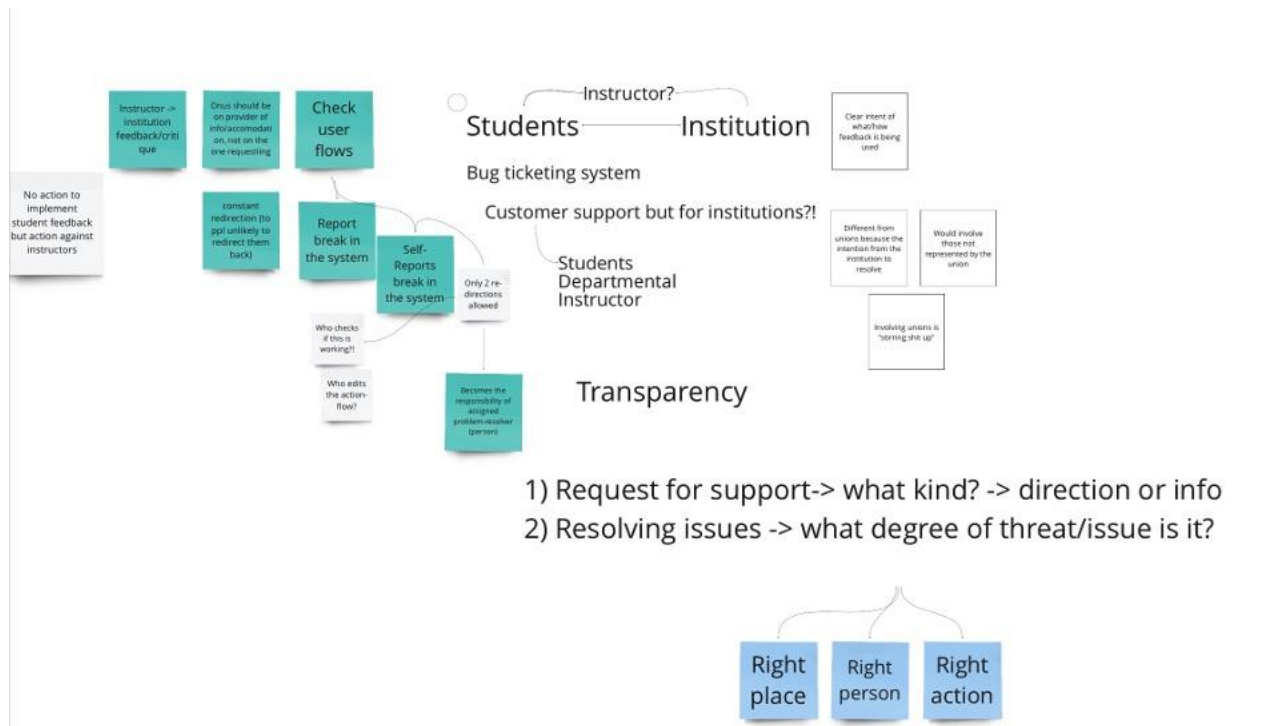 Instructor ->
institution
feedback/criti
que
Onus should be
on provider of
info/accomodati
on, not on the
one requestiing
Check
user
flows
No action to
implement
student feedback
but action against
instructors
constant
redirection (to
ppl unlikely to
redirect them
back)
Report
break in
the system
Self-
Reports
break in
the system
Only 2 re-
directions
allowed
Who checks
if this is
working?!
Who edits
the action-
flow?
Becomes the
responsibility of
assigned
problem-resolver
(person)
Instructor?
Students
Institution
Bug ticketing system
Customer support but for institutions?!
Students
Departmental
Instructor
Clear intent of
what/how
feedback is being
used
Different from
unions because the
intention from the
institution to
resolve
Would involve
those not
represented by the
union
Involving unions is
"stirring shit up"
Transparency
1) Request for support-> what kind? -> direction or info
2) Resolving issues -> what degree of threat/issue is it?
Right
place
Right
person
Right
action